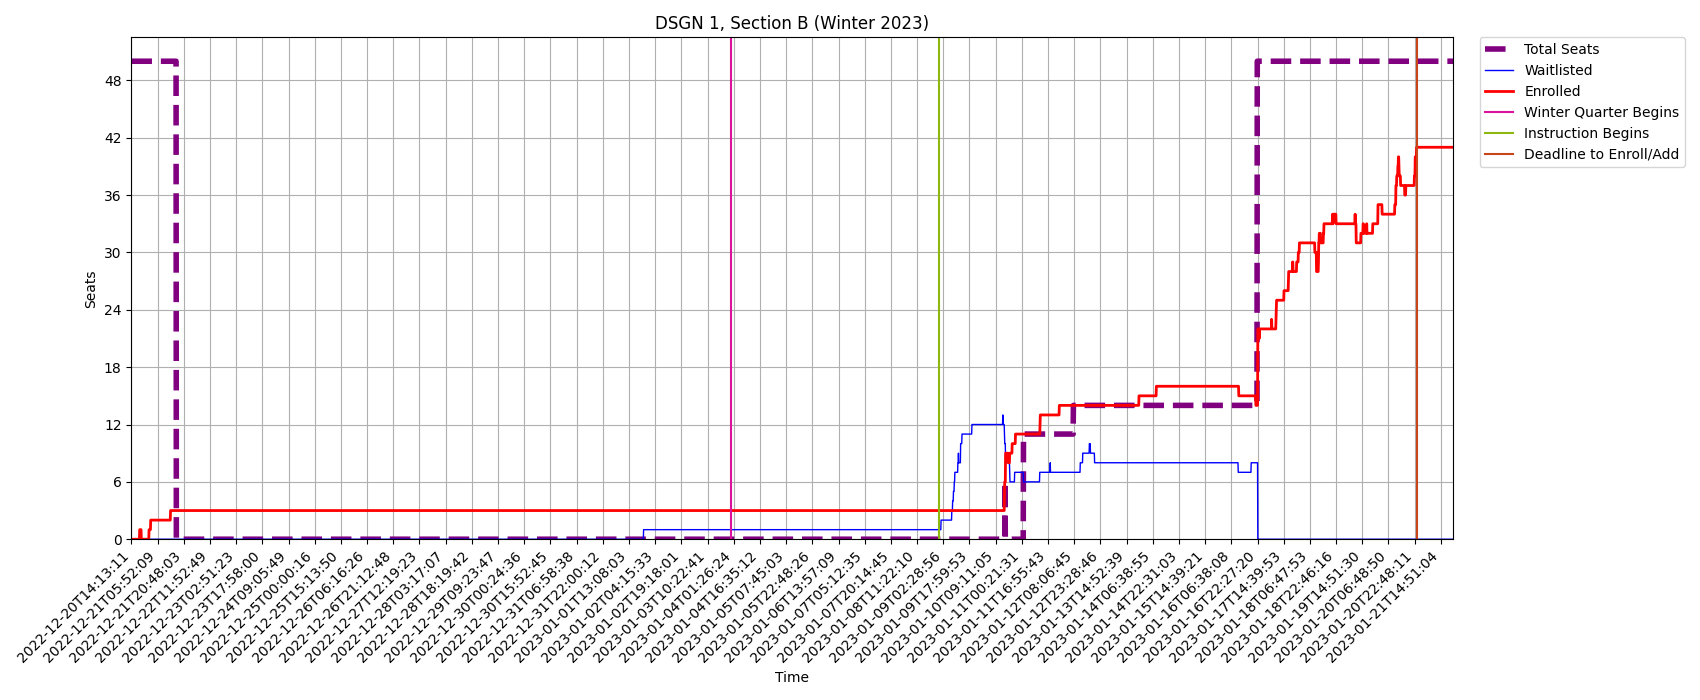 DSGN 1, Section B (Winter 2023)
Total Seats
Waitlisted
Enrolled
Winter Quarter Begins
Instruction Begins
Deadline to Enroll/Add
Seats
48
42
36
30
24
18
12
6
0
2022-12-20T14:13:11
2022-12-21T05:52:09
2022-12-21T20:48:03
2022-12-22T11:52:49
2022-12-23T02:51:23
2022-12-23T17:58:00
2022-12-24T09:05:49
2022-12-25T00:00:16
2022-12-25T15:13:50
2022-12-26T06:16:26
2022-12-26T21:12:48
2022-12-27T12:19:23
2022-12-28T03:17:07
2022-12-28T18:19:42
2022-12-29T09:23:47
2022-12-30T00:24:36
2022-12-30T15:52:45
2022-12-31T06:58:38
2022-12-31T22:00:12
2023-01-01T13:08:03
2023-01-02T04:15:33
2023-01-02T19:18:01
2023-01-03T10:22:41
2023-01-04T01:26:24
2023-01-04T16:35:12
2023-01-05T07:45:03
2023-01-05T22:48:26
2023-01-06T13:57:09
2023-01-07T05:12:35
2023-01-07T20:14:45
2023-01-08T11:22:10
2023-01-09T02:28:56
2023-01-09T17:59:53
2023-01-10T09:11:05
2023-01-11T00:21:31
2023-01-11T16:55:43
2023-01-12T08:06:45
2023-01-12T23:28:46
2023-01-13T14:52:39
2023-01-14T06:38:55
2023-01-14T22:31:03
2023-01-15T14:39:21
2023-01-16T06:38:08
2023-01-16T22:27:20
2023-01-17T14:39:53
2023-01-18T06:47:53
2023-01-18T22:46:16
2023-01-19T14:51:30
2023-01-20T06:48:50
2023-01-20T22:48:11
2023-01-21T14:51:04
Time